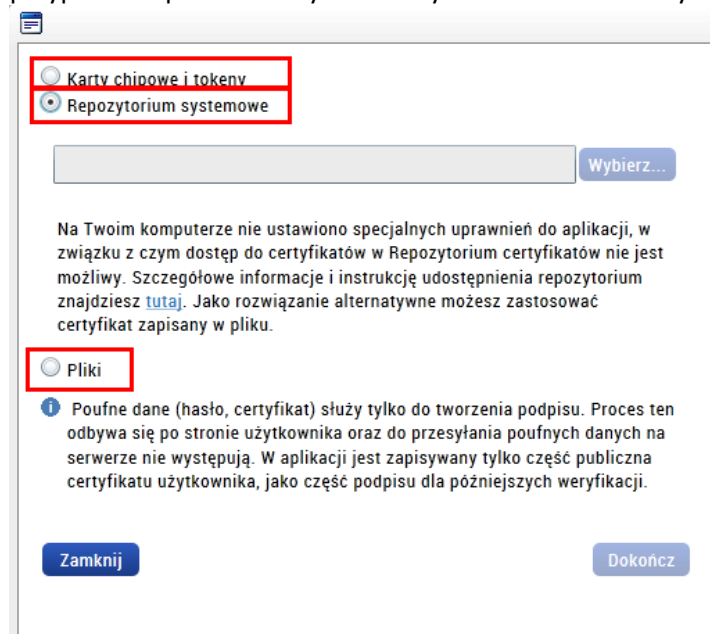 Karty chipowe i tokeny
Repozytorium systemowe
Wybierz...
Na Twoim komputerze nie ustawiono specjalnych uprawnień do aplikacji, w
związku z czym dostęp do certyfikatów w Repozytorium certyfikatów nie jest
możliwy. Szczegółowe informacje i instrukcję udostępnienia repozytorium
znajdziesz tutaj. Jako rozwiązanie alternatywne możesz zastosować
certyfikat zapisany w pliku.
Pliki
Poufne dane (hasło, certyfikat) służy tylko do tworzenia podpisu. Proces ten
odbywa się po stronie użytkownika oraz do przesyłania poufnych danych na
serwerze nie występują. W aplikacji jest zapisywany tylko część publiczna
certyfikatu użytkownika, jako część podpisu dla późniejszych weryfikacji.
Zamknij
Dokończ